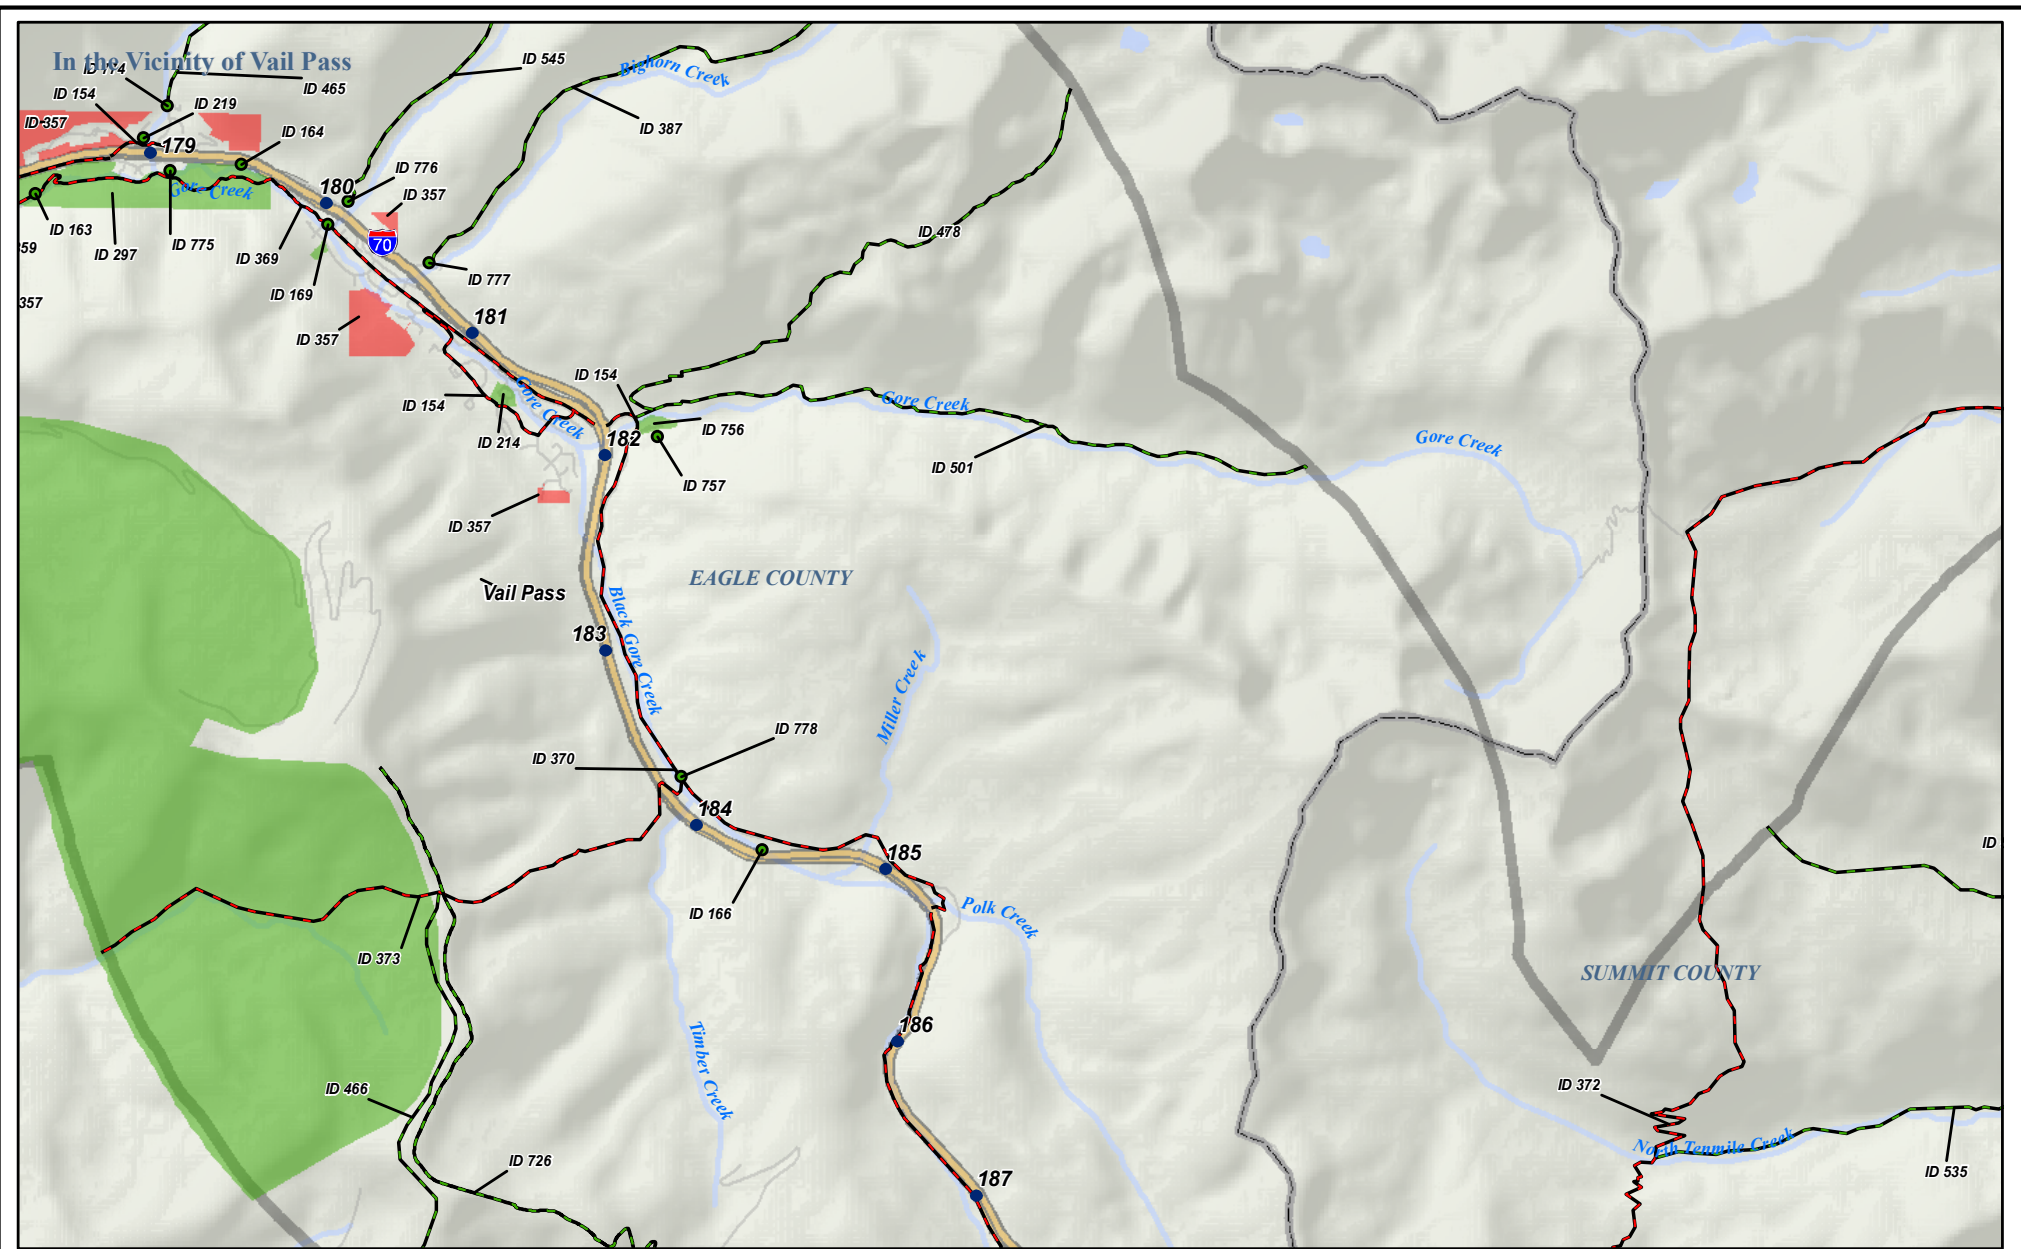 In the Vicinity of Vail Pass
ID 774
ID 465
ID 545
Bighorn Creek
ID 154
ID 219
ID 357
ID 164
ID 387
179
180
ID 776
ID 357
Gore Creek
70
ID 163
ID 297
ID 775
ID 369
ID 777
ID 478
359
ID 169
357
181
ID 357
ID 154
ID 154
Gore Creek
Gore Creek
ID 756
182
ID 214
ID 757
ID 501
Gore Creek
ID 357
Vail Pass
EAGLE COUNTY
Black Gore Creek
183
Miller Creek
ID 778
ID 370
184
185
ID
ID 166
Polk Creek
ID 373
SUMMIT COUNTY
186
Timber Creek
ID 466
ID 372
North Tenmile Creek
ID 726
187
ID 535